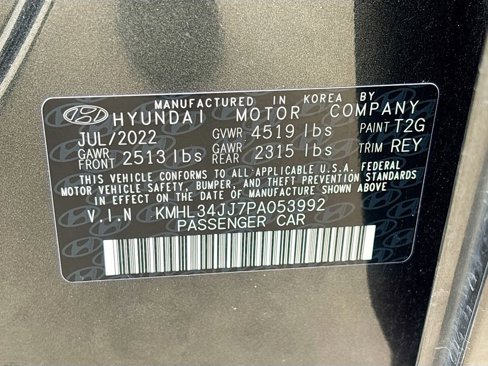 MANUFACTURED IN KOREA BY
HYUNDAI MOTOR COMPANY
JUL/2022 GVWR 4519 lbs PAINT T2G
GAWR FRONT 2513 lbs GAWR REAR 2315 lbs TRIM REY
THIS VEHICLE CONFORMS TO ALL APPLICABLE U.S.A. FEDERAL
MOTOR VEHICLE SAFETY, BUMPER, AND THEFT PREVENTION STANDARDS
IN EFFECT ON THE DATE OF MANUFACTURE SHOWN ABOVE.
V.I.N KMHL34JJ7PA053992
PASSENGER CAR